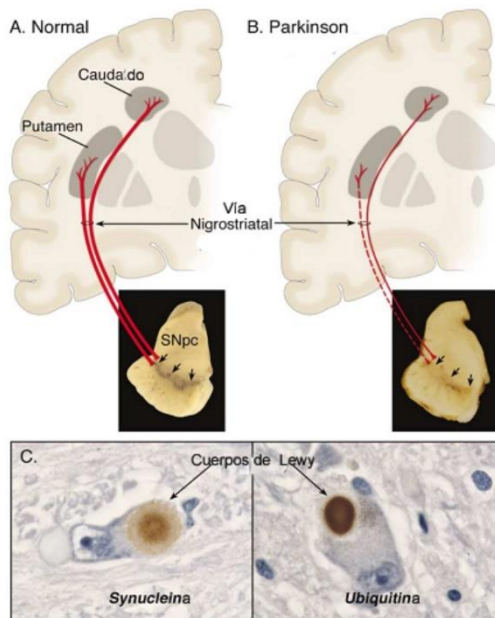 A. Normal
B. Parkinson
Caudado
Putamen
Vía
Nigrostriatal
SNpc
C.
Cuerpos de Lewy
Synucleina
Ubiquitina